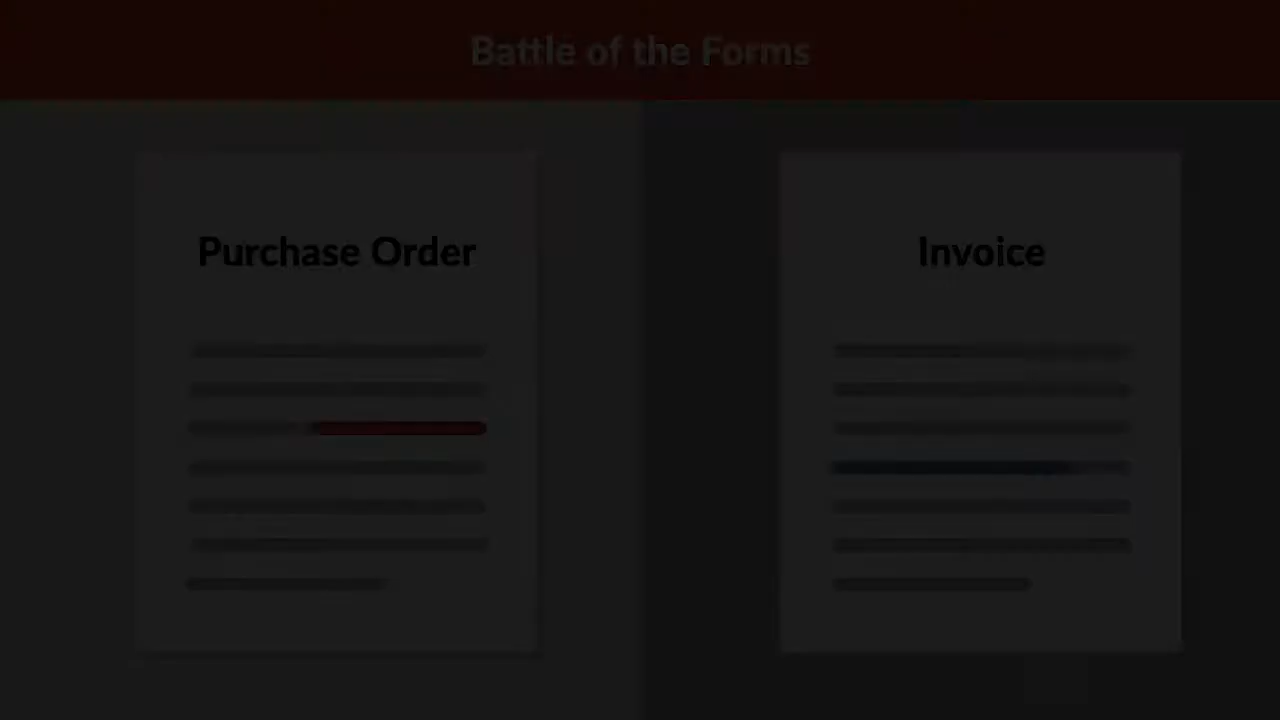 Battle of the Forms
Purchase Order
Invoice